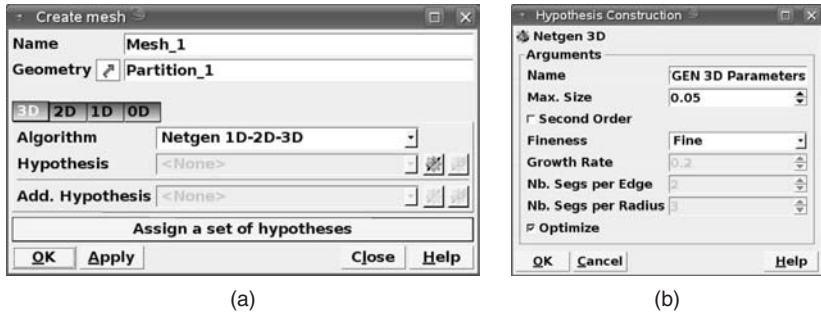 Create mesh
Name Mesh_1
Geometry Partition_1
3D 2D 1D 0D
Algorithm Netgen 1D-2D-3D
Hypothesis <None>
Add. Hypothesis <None>
Assign a set of hypotheses
OK Apply Close Help
(a)
Hypothesis Construction
Netgen 3D
Arguments
Name GEN 3D Parameters
Max. Size 0.05
Second Order
Fineness Fine
Growth Rate 0.2
Nb. Segs per Edge 2
Nb. Segs per Radius 3
Optimize
OK Cancel Help
(b)